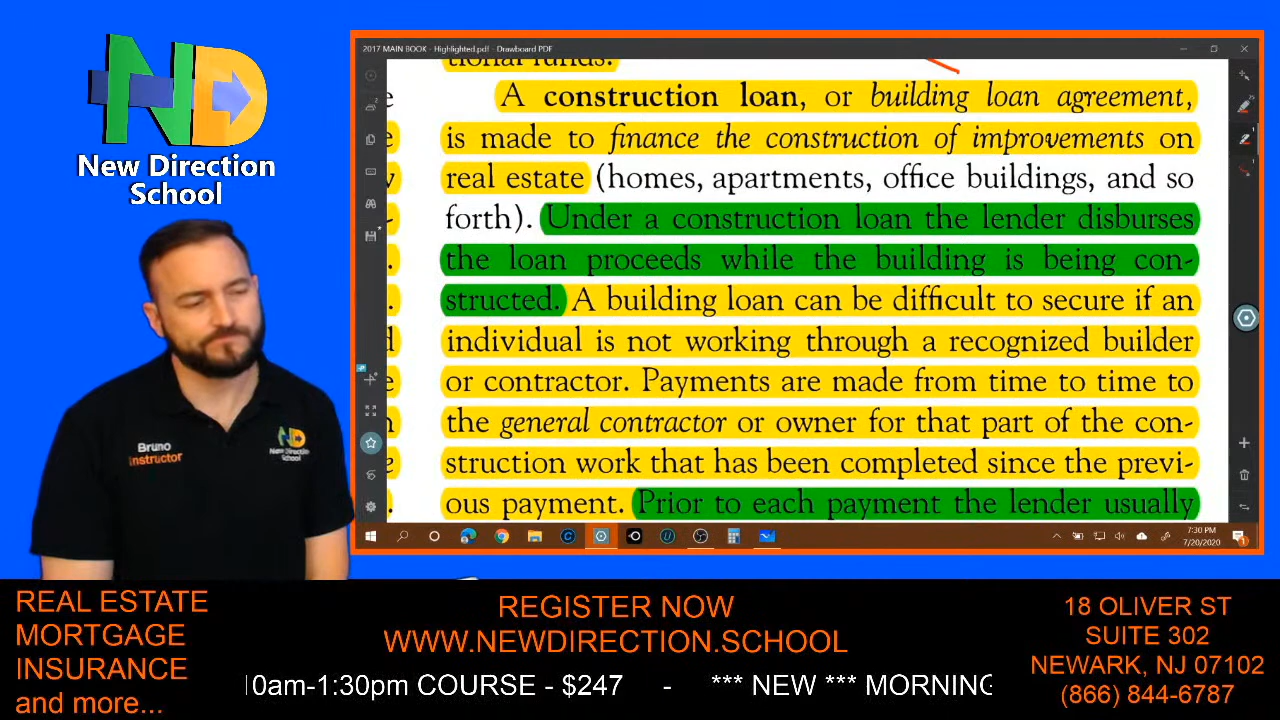 ND
New Direction
School
Bruno
Instructor
New Direction
School
2017 MAIN BOOK - Highlighted.pdf - Drawboard PDF
tional funds.
A construction loan, or building loan agreement,
is made to finance the construction of improvements on
real estate (homes, apartments, office buildings, and so
forth). Under a construction loan the lender disburses
the loan proceeds while the building is being con-
structed. A building loan can be difficult to secure if an
individual is not working through a recognized builder
or contractor. Payments are made from time to time to
the general contractor or owner for that part of the con-
struction work that has been completed since the previ-
ous payment. Prior to each payment the lender usually
7:30 PM
7/20/2020
REAL ESTATE
MORTGAGE
INSURANCE
and more...
REGISTER NOW
WWW.NEWDIRECTION.SCHOOL
10am-1:30pm COURSE - $247 - *** NEW *** MORNING
18 OLIVER ST
SUITE 302
NEWARK, NJ 07102
(866) 844-6787